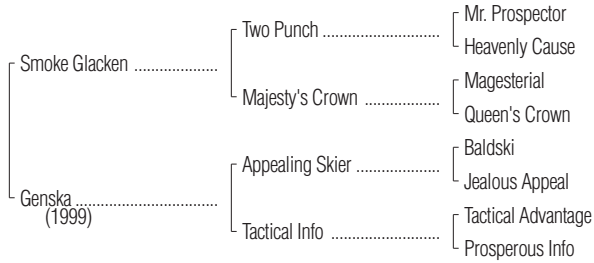 Mr. Prospector
Two Punch ............................
Heavenly Cause
Smoke Glacken ....................
Magesterial
Majesty's Crown ..................
Queen's Crown
Baldski
Appealing Skier ....................
Jealous Appeal
Genska ..................................
(1999)
Tactical Advantage
Tactical Info ..........................
Prosperous Info